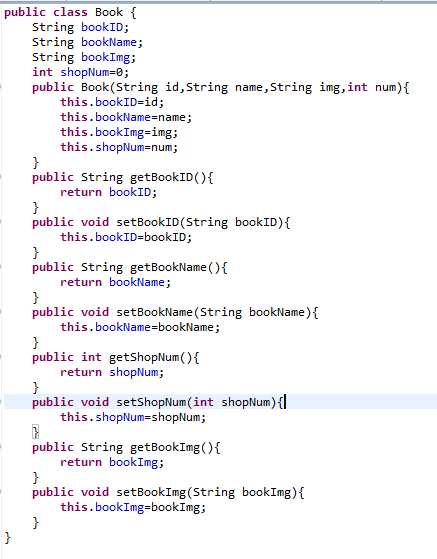 public class Book {
    String bookID;
    String bookName;
    String bookImg;
    int shopNum=0;
    public Book(String id,String name,String img,int num){
        this.bookID=id;
        this.bookName=name;
        this.bookImg=img;
        this.shopNum=num;
    }
    public String getBookID(){
        return bookID;
    }
    public void setBookID(String bookID){
        this.bookID=bookID;
    }
    public String getBookName(){
        return bookName;
    }
    public void setBookName(String bookName){
        this.bookName=bookName;
    }
    public int getShopNum(){
        return shopNum;
    }
    public void setShopNum(int shopNum){
        this.shopNum=shopNum;
    }
    public String getBookImg(){
        return bookImg;
    }
    public void setBookImg(String bookImg){
        this.bookImg=bookImg;
    }
}